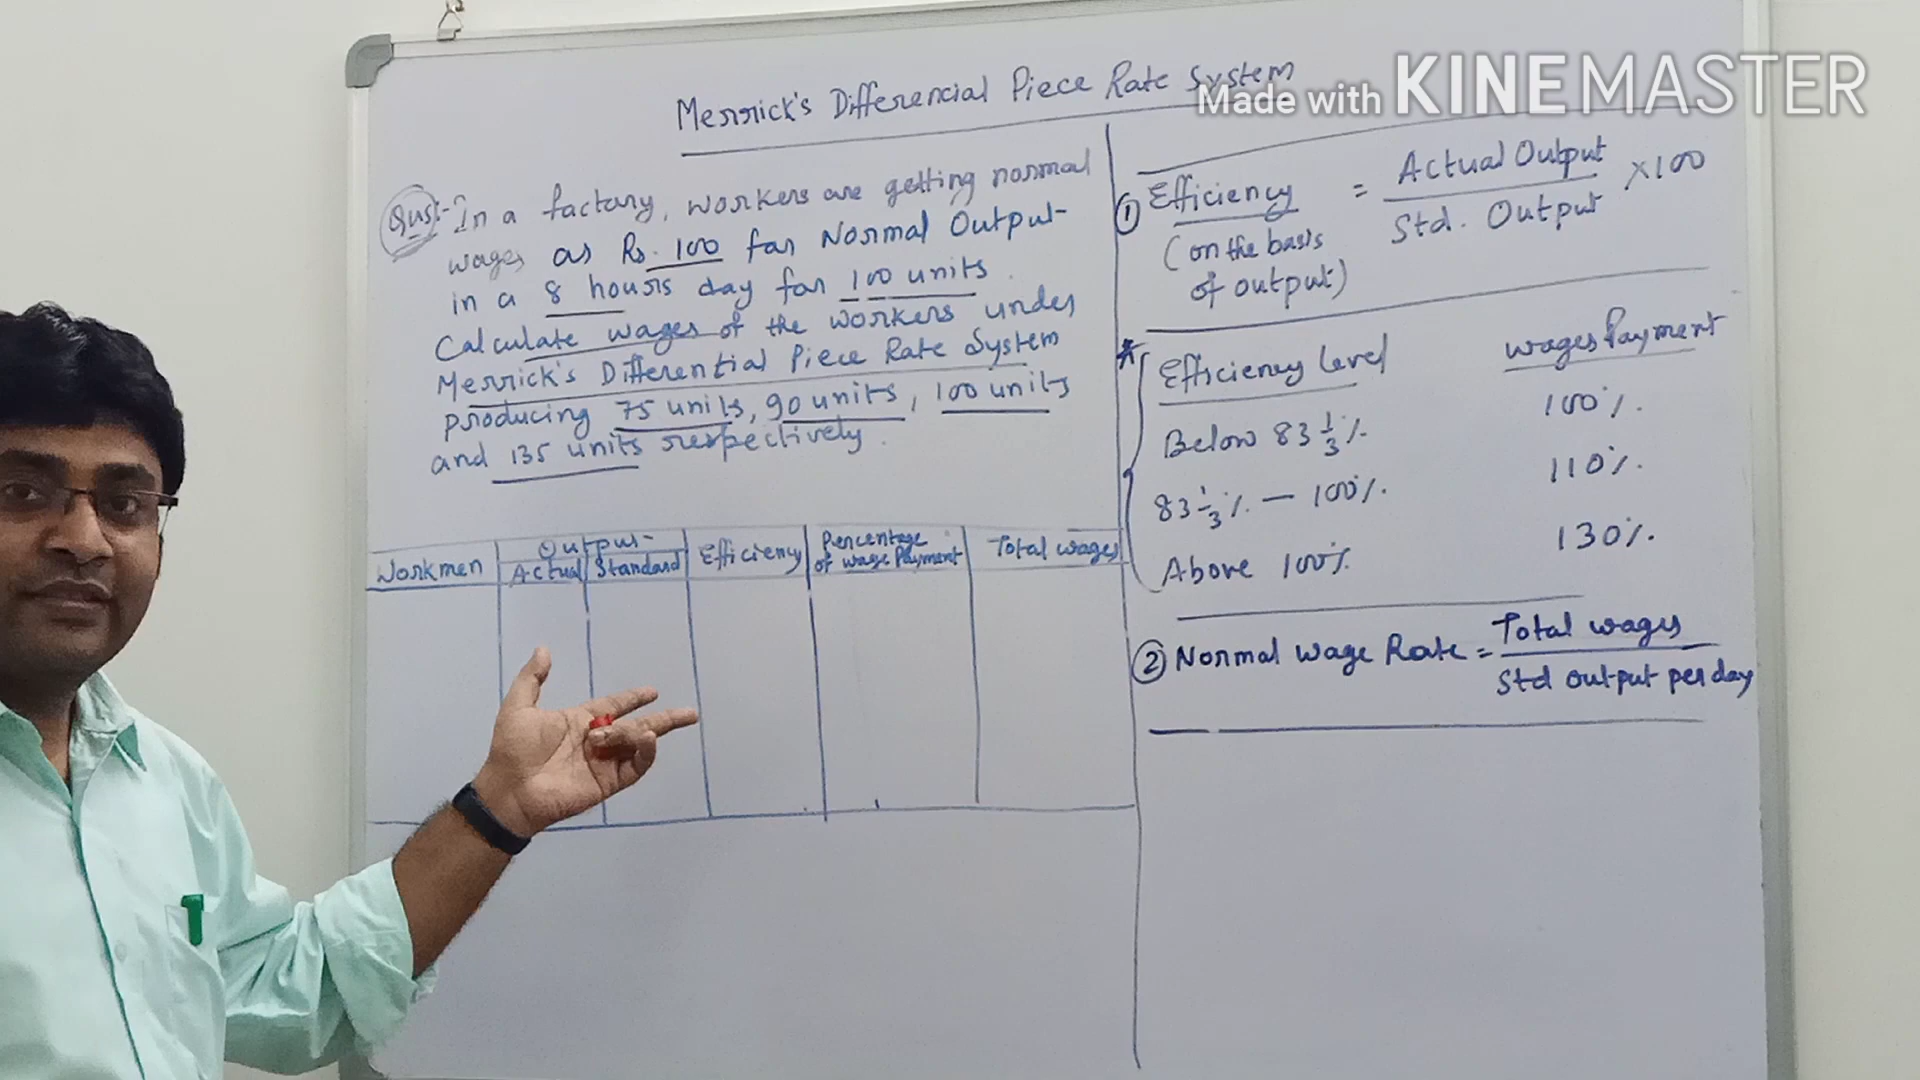 Merrick's Differencial Piece Rate System
Made with KINEMASTER
Qus:- In a factory, workers are getting normal
wages as Rs. 100 for Normal Output
in a 8 hours day for 100 units.
Calculate wages of the workers under
Merrick's Differential Piece Rate System
producing 75 units, 90 units, 100 units
and 135 units respectively.
Workmen
Output
Actual
Standard
Efficiency
Percentage
of wage Payment
Total wages
① Efficiency = Actual Output / Std. Output × 100
(on the basis
of output)
* Efficiency Level Wages Payment
Below 83 1/3 % 100%.
83 1/3 % — 100%. 110%.
Above 100% 130%.
② Normal Wage Rate = Total wages / Std output per day